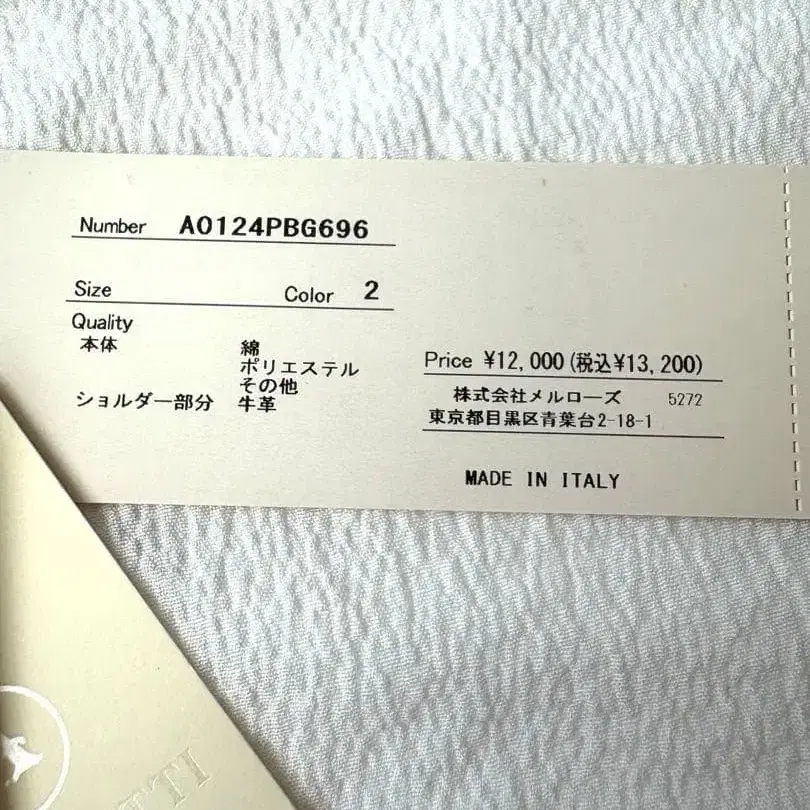 Number A0124PBG696
Size Color 2
Quality
本体 綿
ポリエステル
その他
ショルダー部分 牛革
Price ¥12,000(税込¥13,200)
株式会社メルローズ 5272
東京都目黒区青葉台2-18-1
MADE IN ITALY